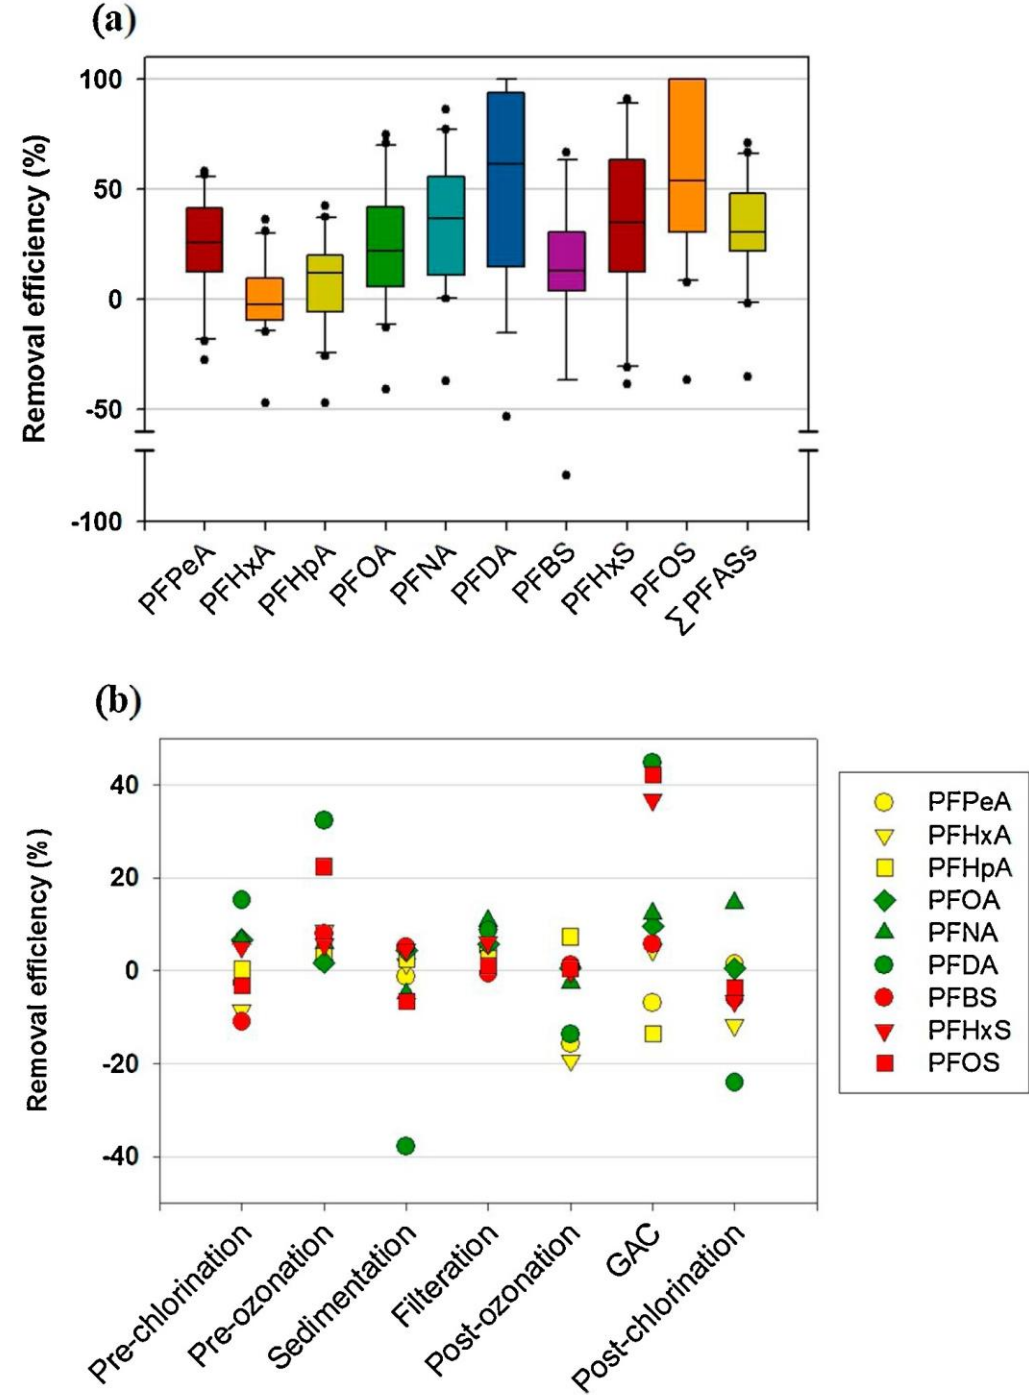 (a)
Removal efficiency (%)
100
50
0
-50
-100
PFPeA
PFHxA
PFHpA
PFOA
PFNA
PFDA
PFBS
PFHxS
PFOS
∑ PFASs
(b)
Removal efficiency (%)
40
20
0
-20
-40
Pre-chlorination
Pre-ozonation
Sedimentation
Filteration
Post-ozonation
GAC
Post-chlorination
PFPeA
PFHxA
PFHpA
PFOA
PFNA
PFDA
PFBS
PFHxS
PFOS